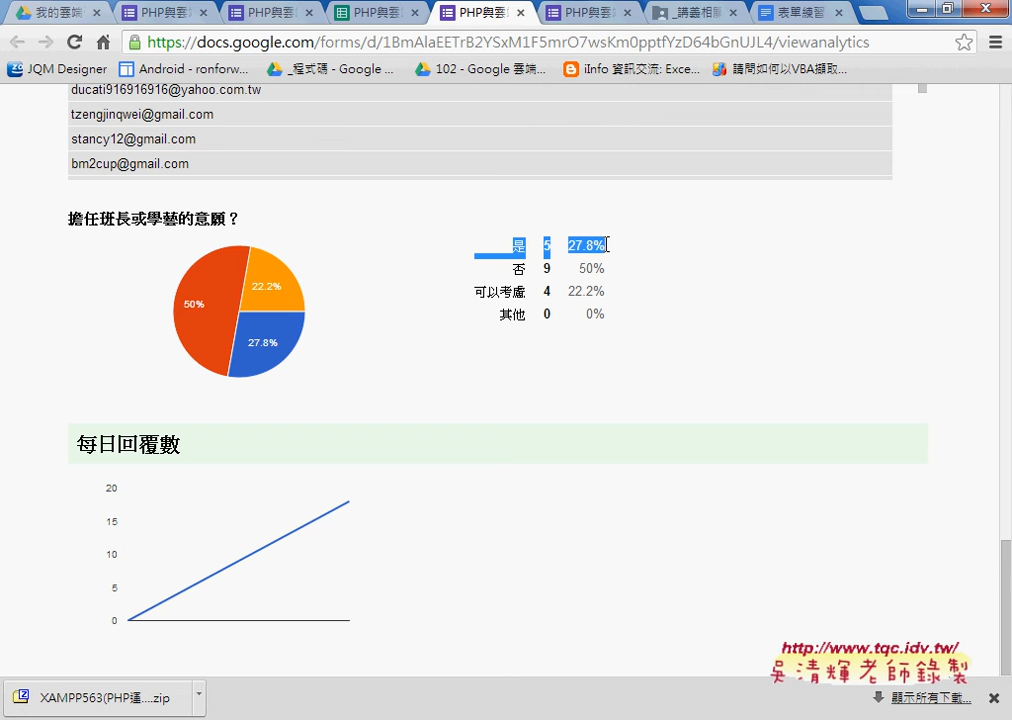 我的雲端
PHP與雲端
PHP與雲端
PHP與雲
PHP與雲
PHP與雲
_講義相關
表單練習
https://docs.google.com/forms/d/1BmAlaEETrB2YSxM1F5mrO7wsKm0pptfYzD64bGnUJL4/viewanalytics
JQM Designer
Android - ronforw...
_程式碼 - Google ...
102 - Google 雲端...
iInfo 資訊交流: Exce...
請問如何以VBA擷取...
ducati916916916@yahoo.com.tw
tzengjinqwei@gmail.com
stancy12@gmail.com
bm2cup@gmail.com
擔任班長或學藝的意願？
22.2%
50%
27.8%
是 5 27.8%
否 9 50%
可以考慮 4 22.2%
其他 0 0%
每日回覆數
20
15
10
5
0
http://www.tqc.idv.tw/
吳清輝老師錄製
XAMPP563(PHP運....zip
顯示所有下載...